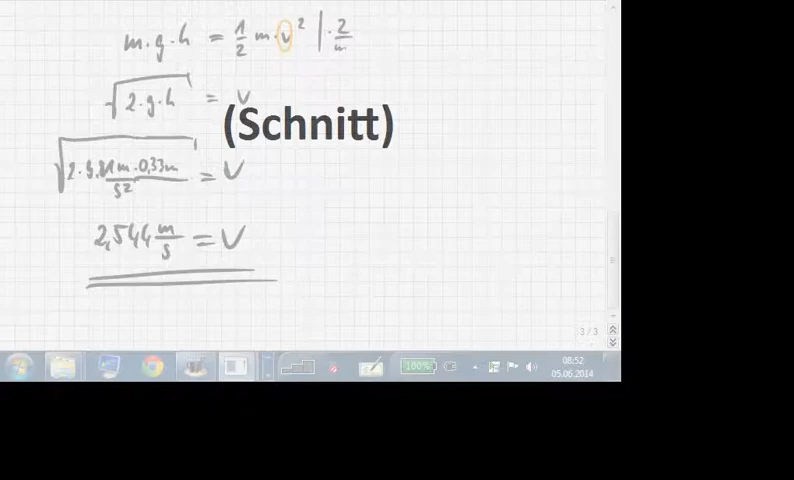 m·g·h = 1/2 m·v² | · 2/m
√2·g·h = v
(Schnitt)
√2·9,81m/s²·0,33m = v
2,544 m/s = v
3 / 3
100%
08:52
05.06.2014